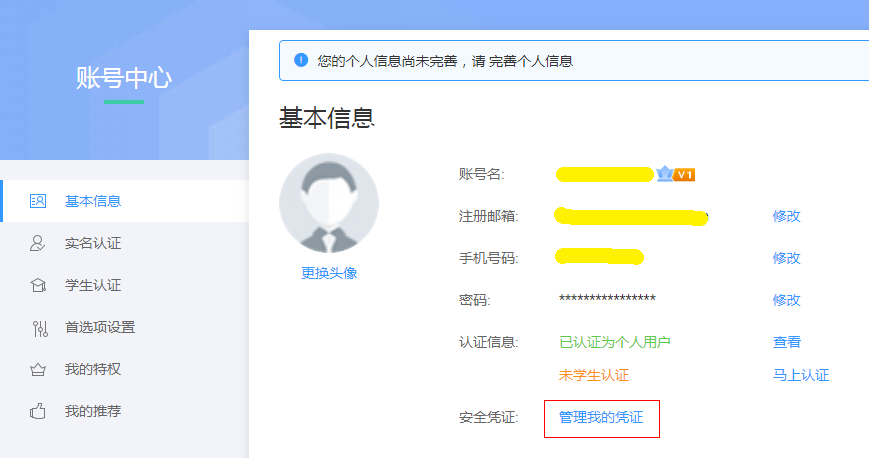 账号中心
基本信息
实名认证
学生认证
首选项设置
我的特权
我的推荐
您的个人信息尚未完善，请 完善个人信息
基本信息
更换头像
账号名: V1
注册邮箱: 修改
手机号码: 修改
密码: **************** 修改
认证信息: 已认证为个人用户 查看
未学生认证 马上认证
安全凭证: 管理我的凭证